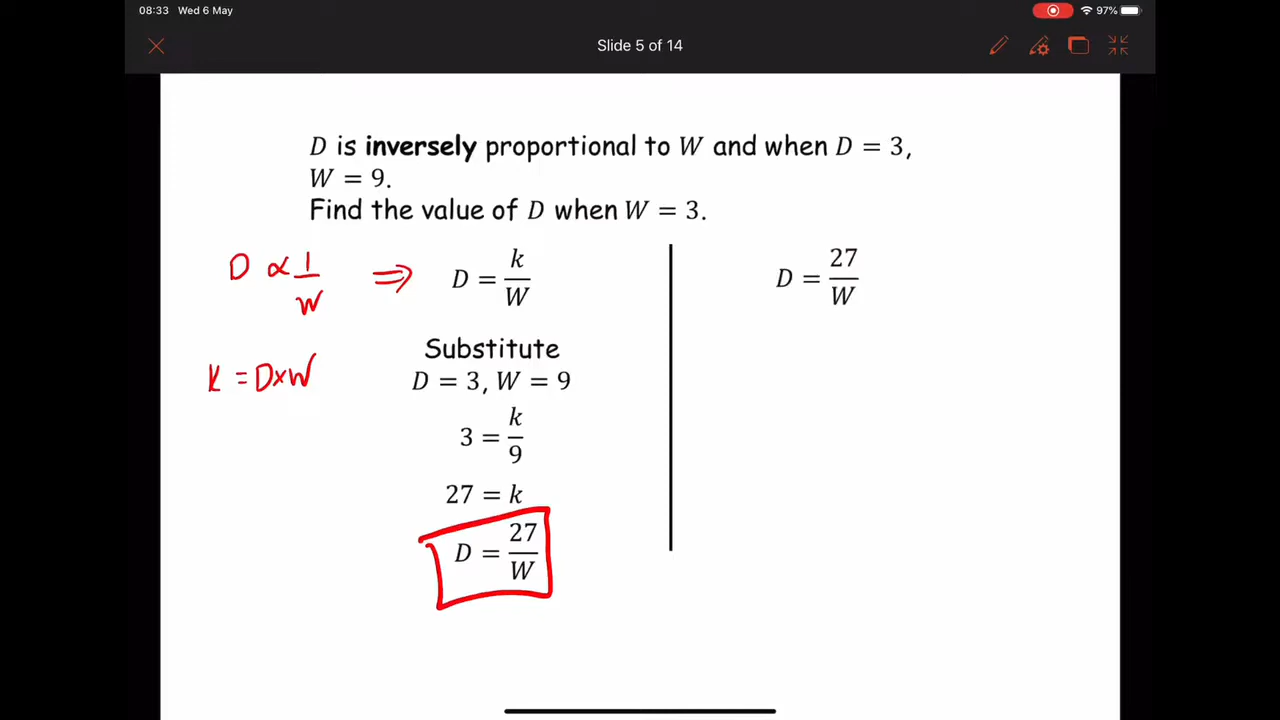 08:33 Wed 6 May
97%
Slide 5 of 14
D is inversely proportional to W and when D = 3,
W = 9.
Find the value of D when W = 3.
D ∝ 1/W ⇒ D = k/W
D = 27/W
Substitute
K = D×W
D = 3, W = 9
3 = k/9
27 = k
D = 27/W